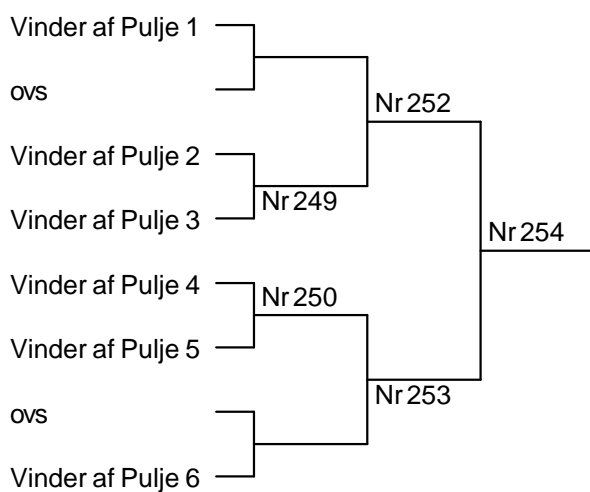 Vinder af Pulje 1
ovs
Nr 252
Vinder af Pulje 2
Nr 249
Vinder af Pulje 3
Nr 254
Vinder af Pulje 4
Nr 250
Vinder af Pulje 5
Nr 253
ovs
Vinder af Pulje 6